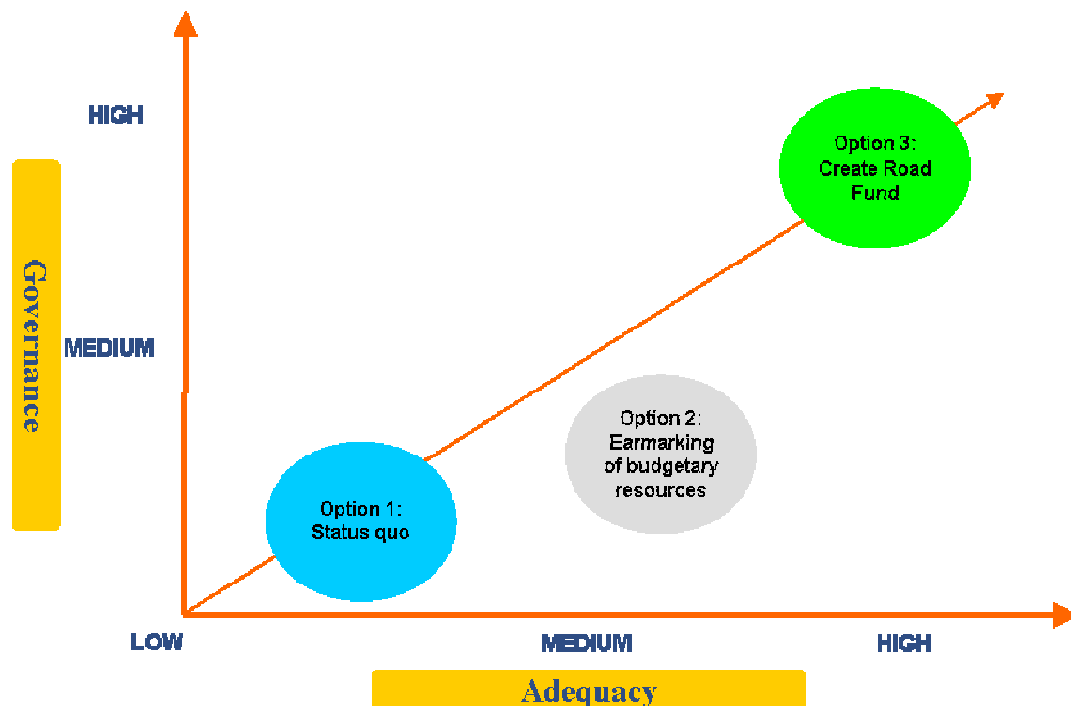 HIGH
Option 3:
Create Road
Fund
Governance
MEDIUM
Option 2:
Earmarking
of budgetary
resources
Option 1:
Status quo
LOW
MEDIUM
HIGH
Adequacy